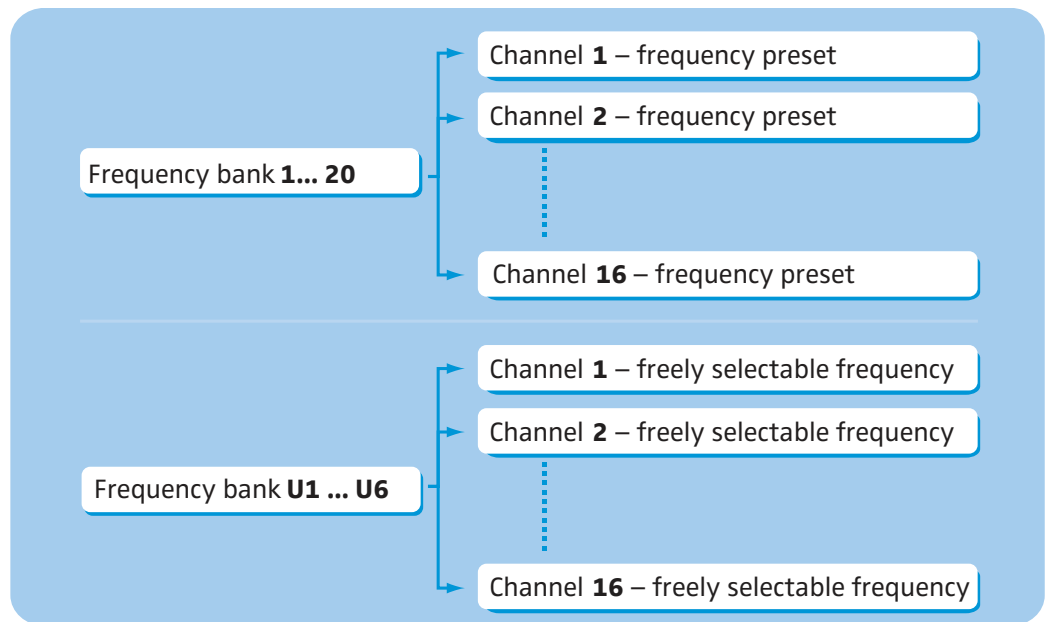 Channel 1 – frequency preset
Channel 2 – frequency preset
Frequency bank 1... 20
Channel 16 – frequency preset
Channel 1 – freely selectable frequency
Channel 2 – freely selectable frequency
Frequency bank U1 ... U6
Channel 16 – freely selectable frequency